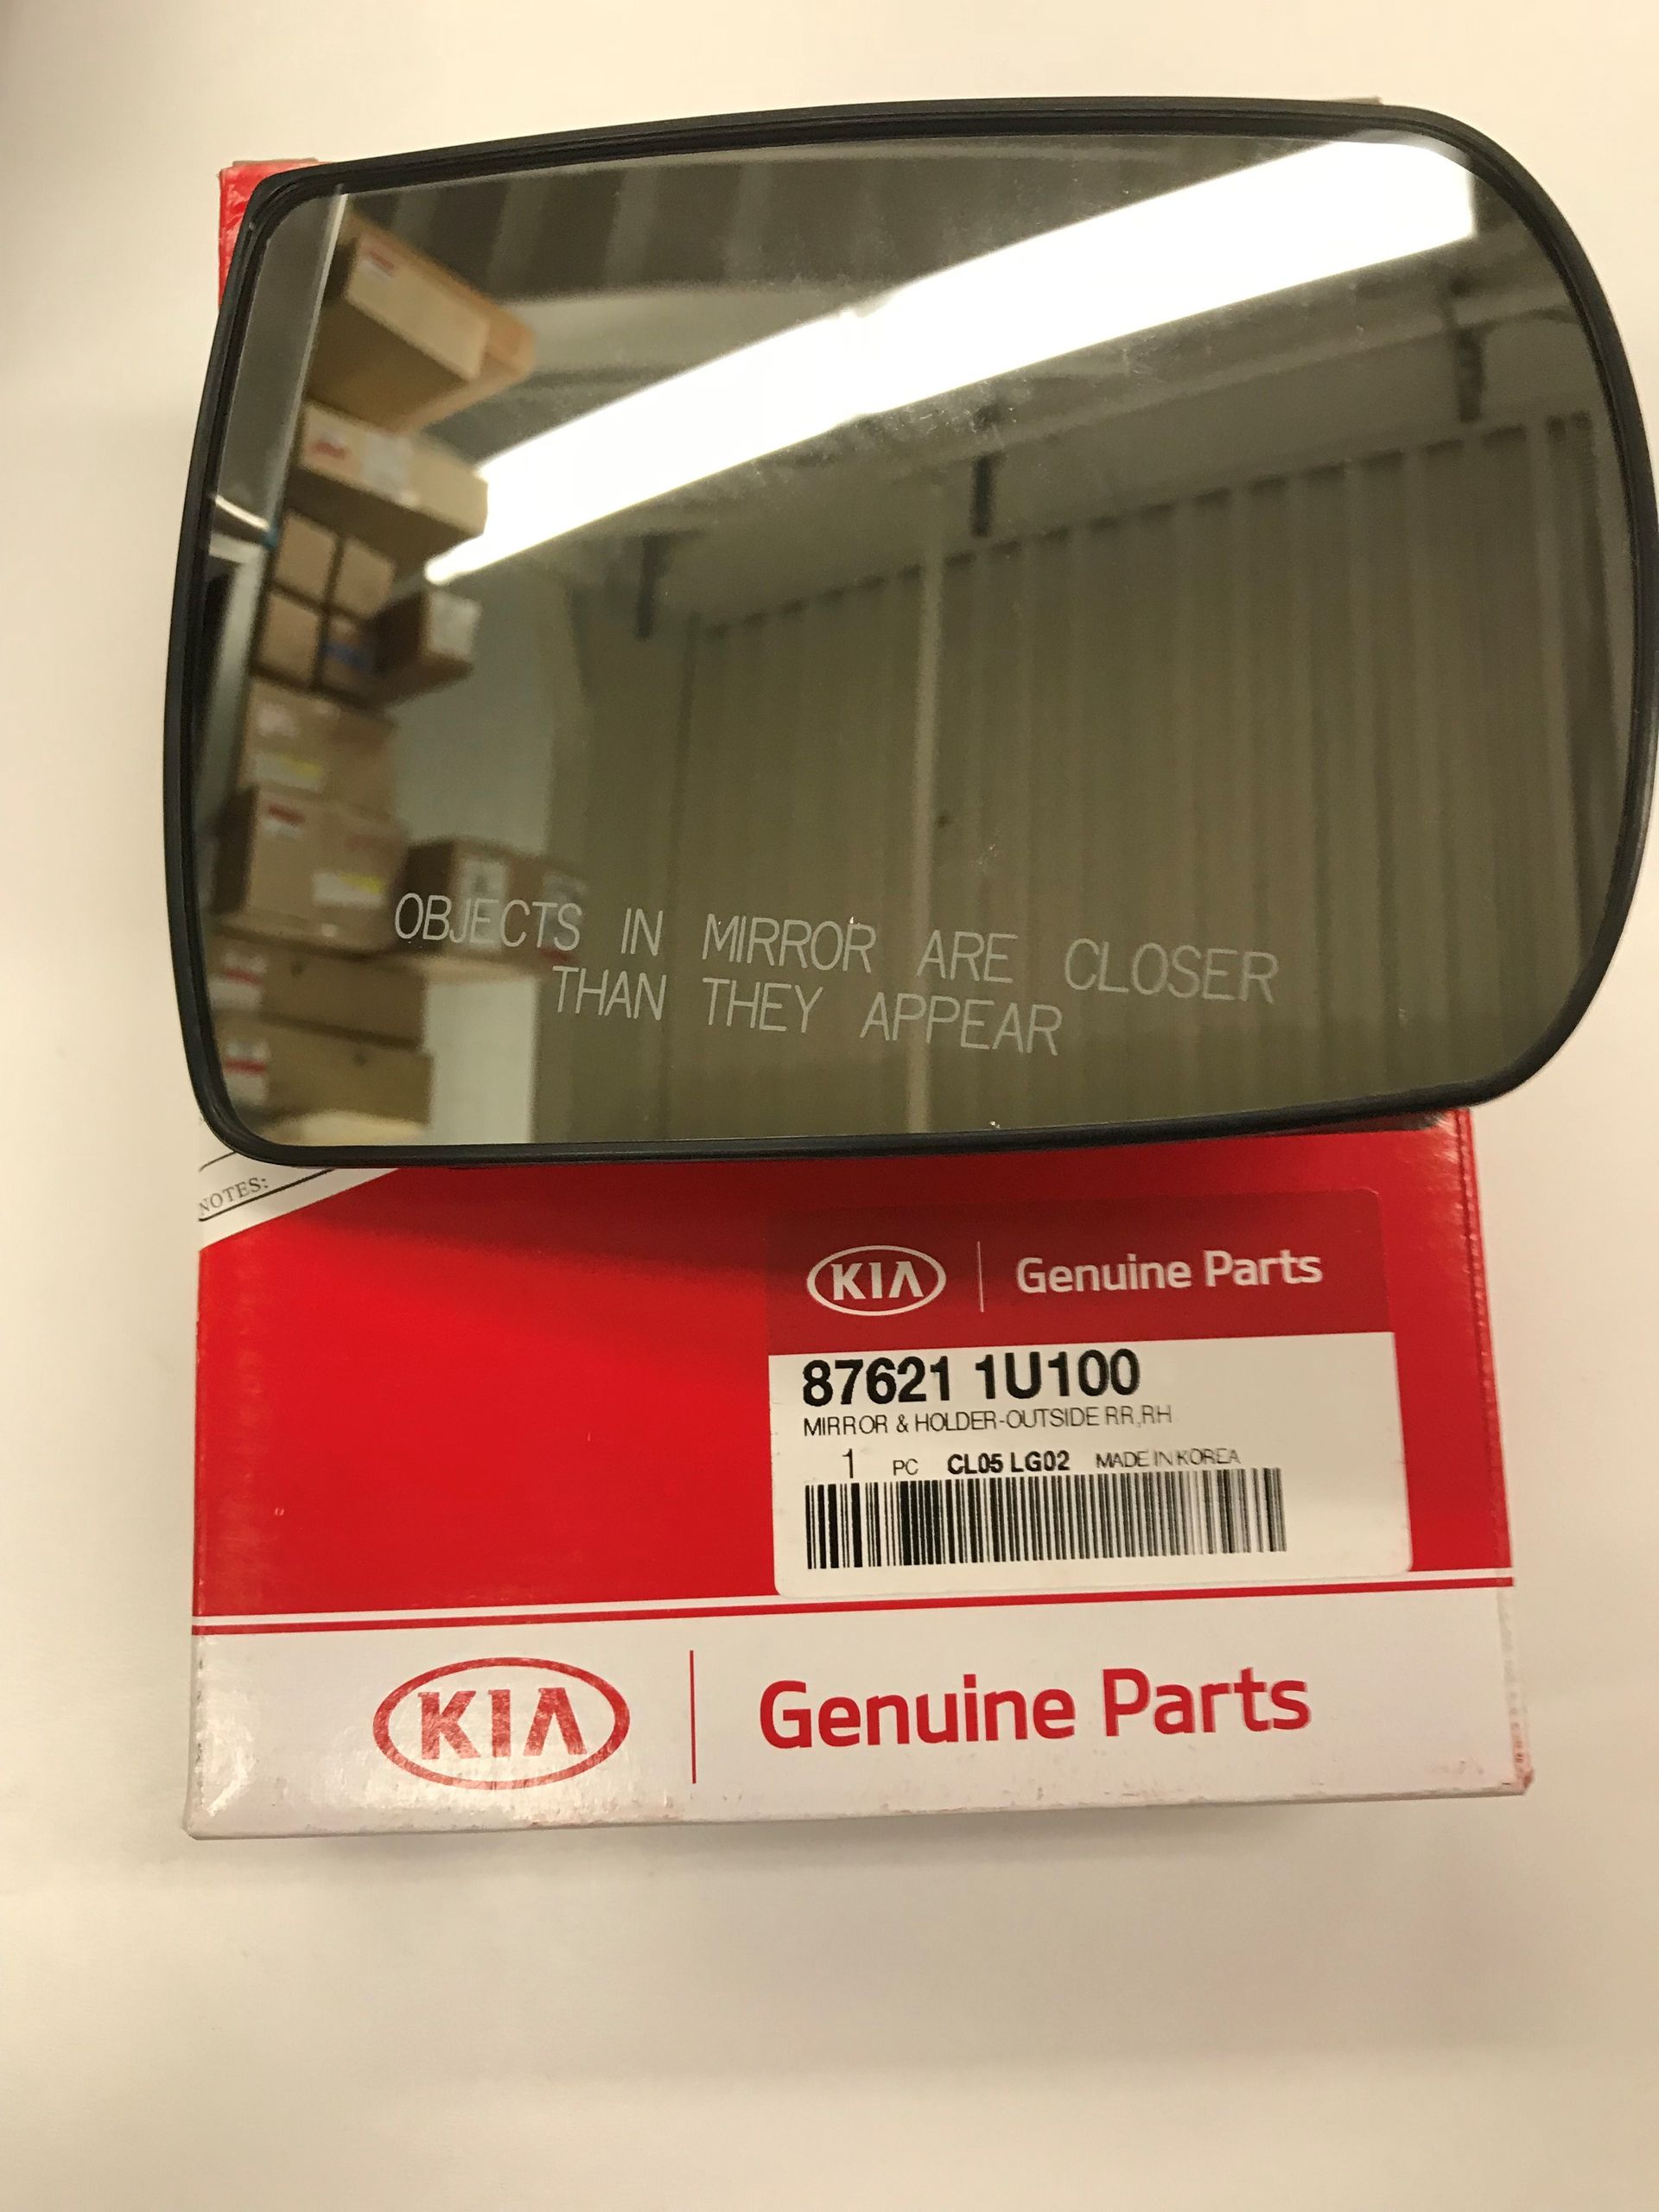 OBJECTS IN MIRROR ARE CLOSER
THAN THEY APPEAR
NOTES:
KIA Genuine Parts
87621 1U100
MIRROR & HOLDER-OUTSIDE RR,RH
1 PC CL05 LG02 MADE IN KOREA
KIA Genuine Parts